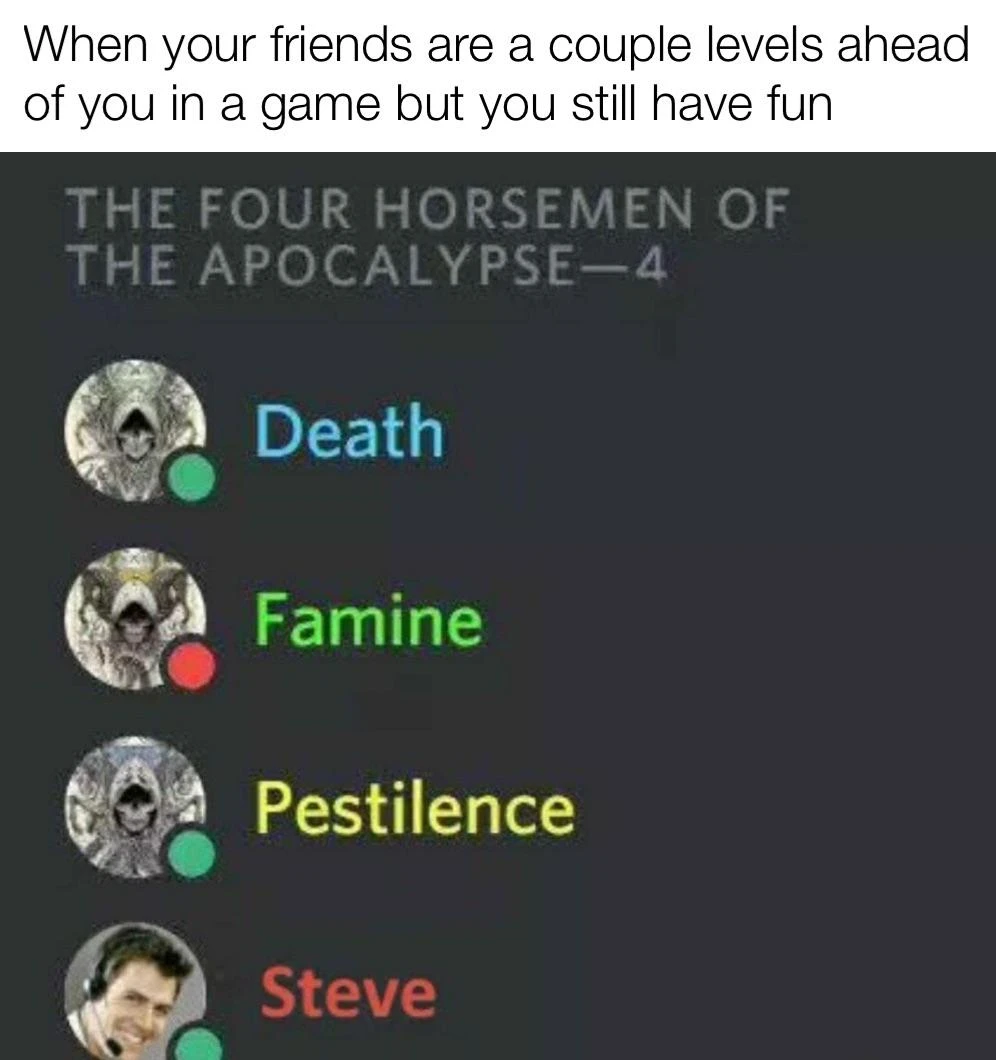 When your friends are a couple levels ahead
of you in a game but you still have fun
THE FOUR HORSEMEN OF
THE APOCALYPSE—4
Death
Famine
Pestilence
Steve